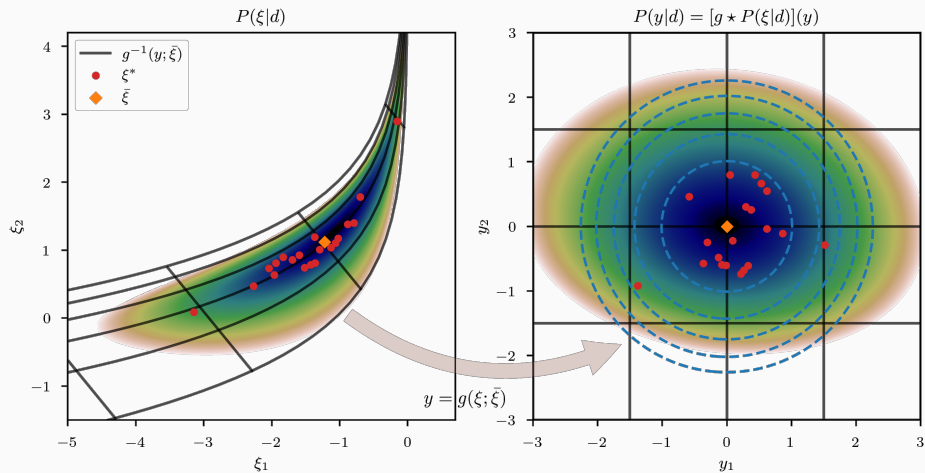 P(ξ|d)
4
3
2
1
0
−1
ξ₂
g⁻¹(y; ξ̄)
ξ*
ξ̄
−5 −4 −3 −2 −1 0
ξ₁
y = g(ξ; ξ̄)
P(y|d) = [g ⋆ P(ξ|d)](y)
3
2
1
0
−1
−2
−3
y₂
−3 −2 −1 0 1 2 3
y₁